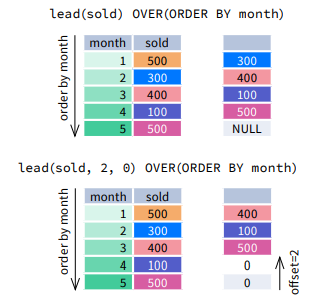 lead(sold) OVER(ORDER BY month)
order by month
month sold
1 500 300
2 300 400
3 400 100
4 100 500
5 500 NULL
lead(sold, 2, 0) OVER(ORDER BY month)
order by month
month sold
1 500 400
2 300 100
3 400 500
4 100 0
5 500 0
offset=2